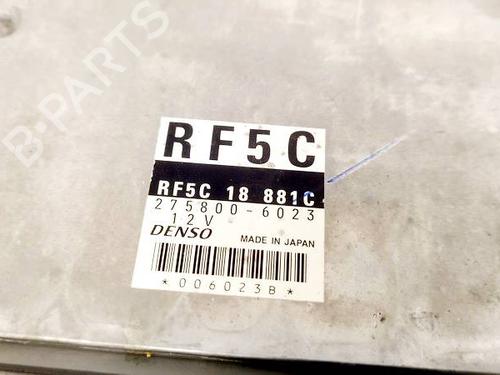 B-PARTS
RF5C
RF5C 18 881C
275800-6023
12V
DENSO MADE IN JAPAN
*006023B*